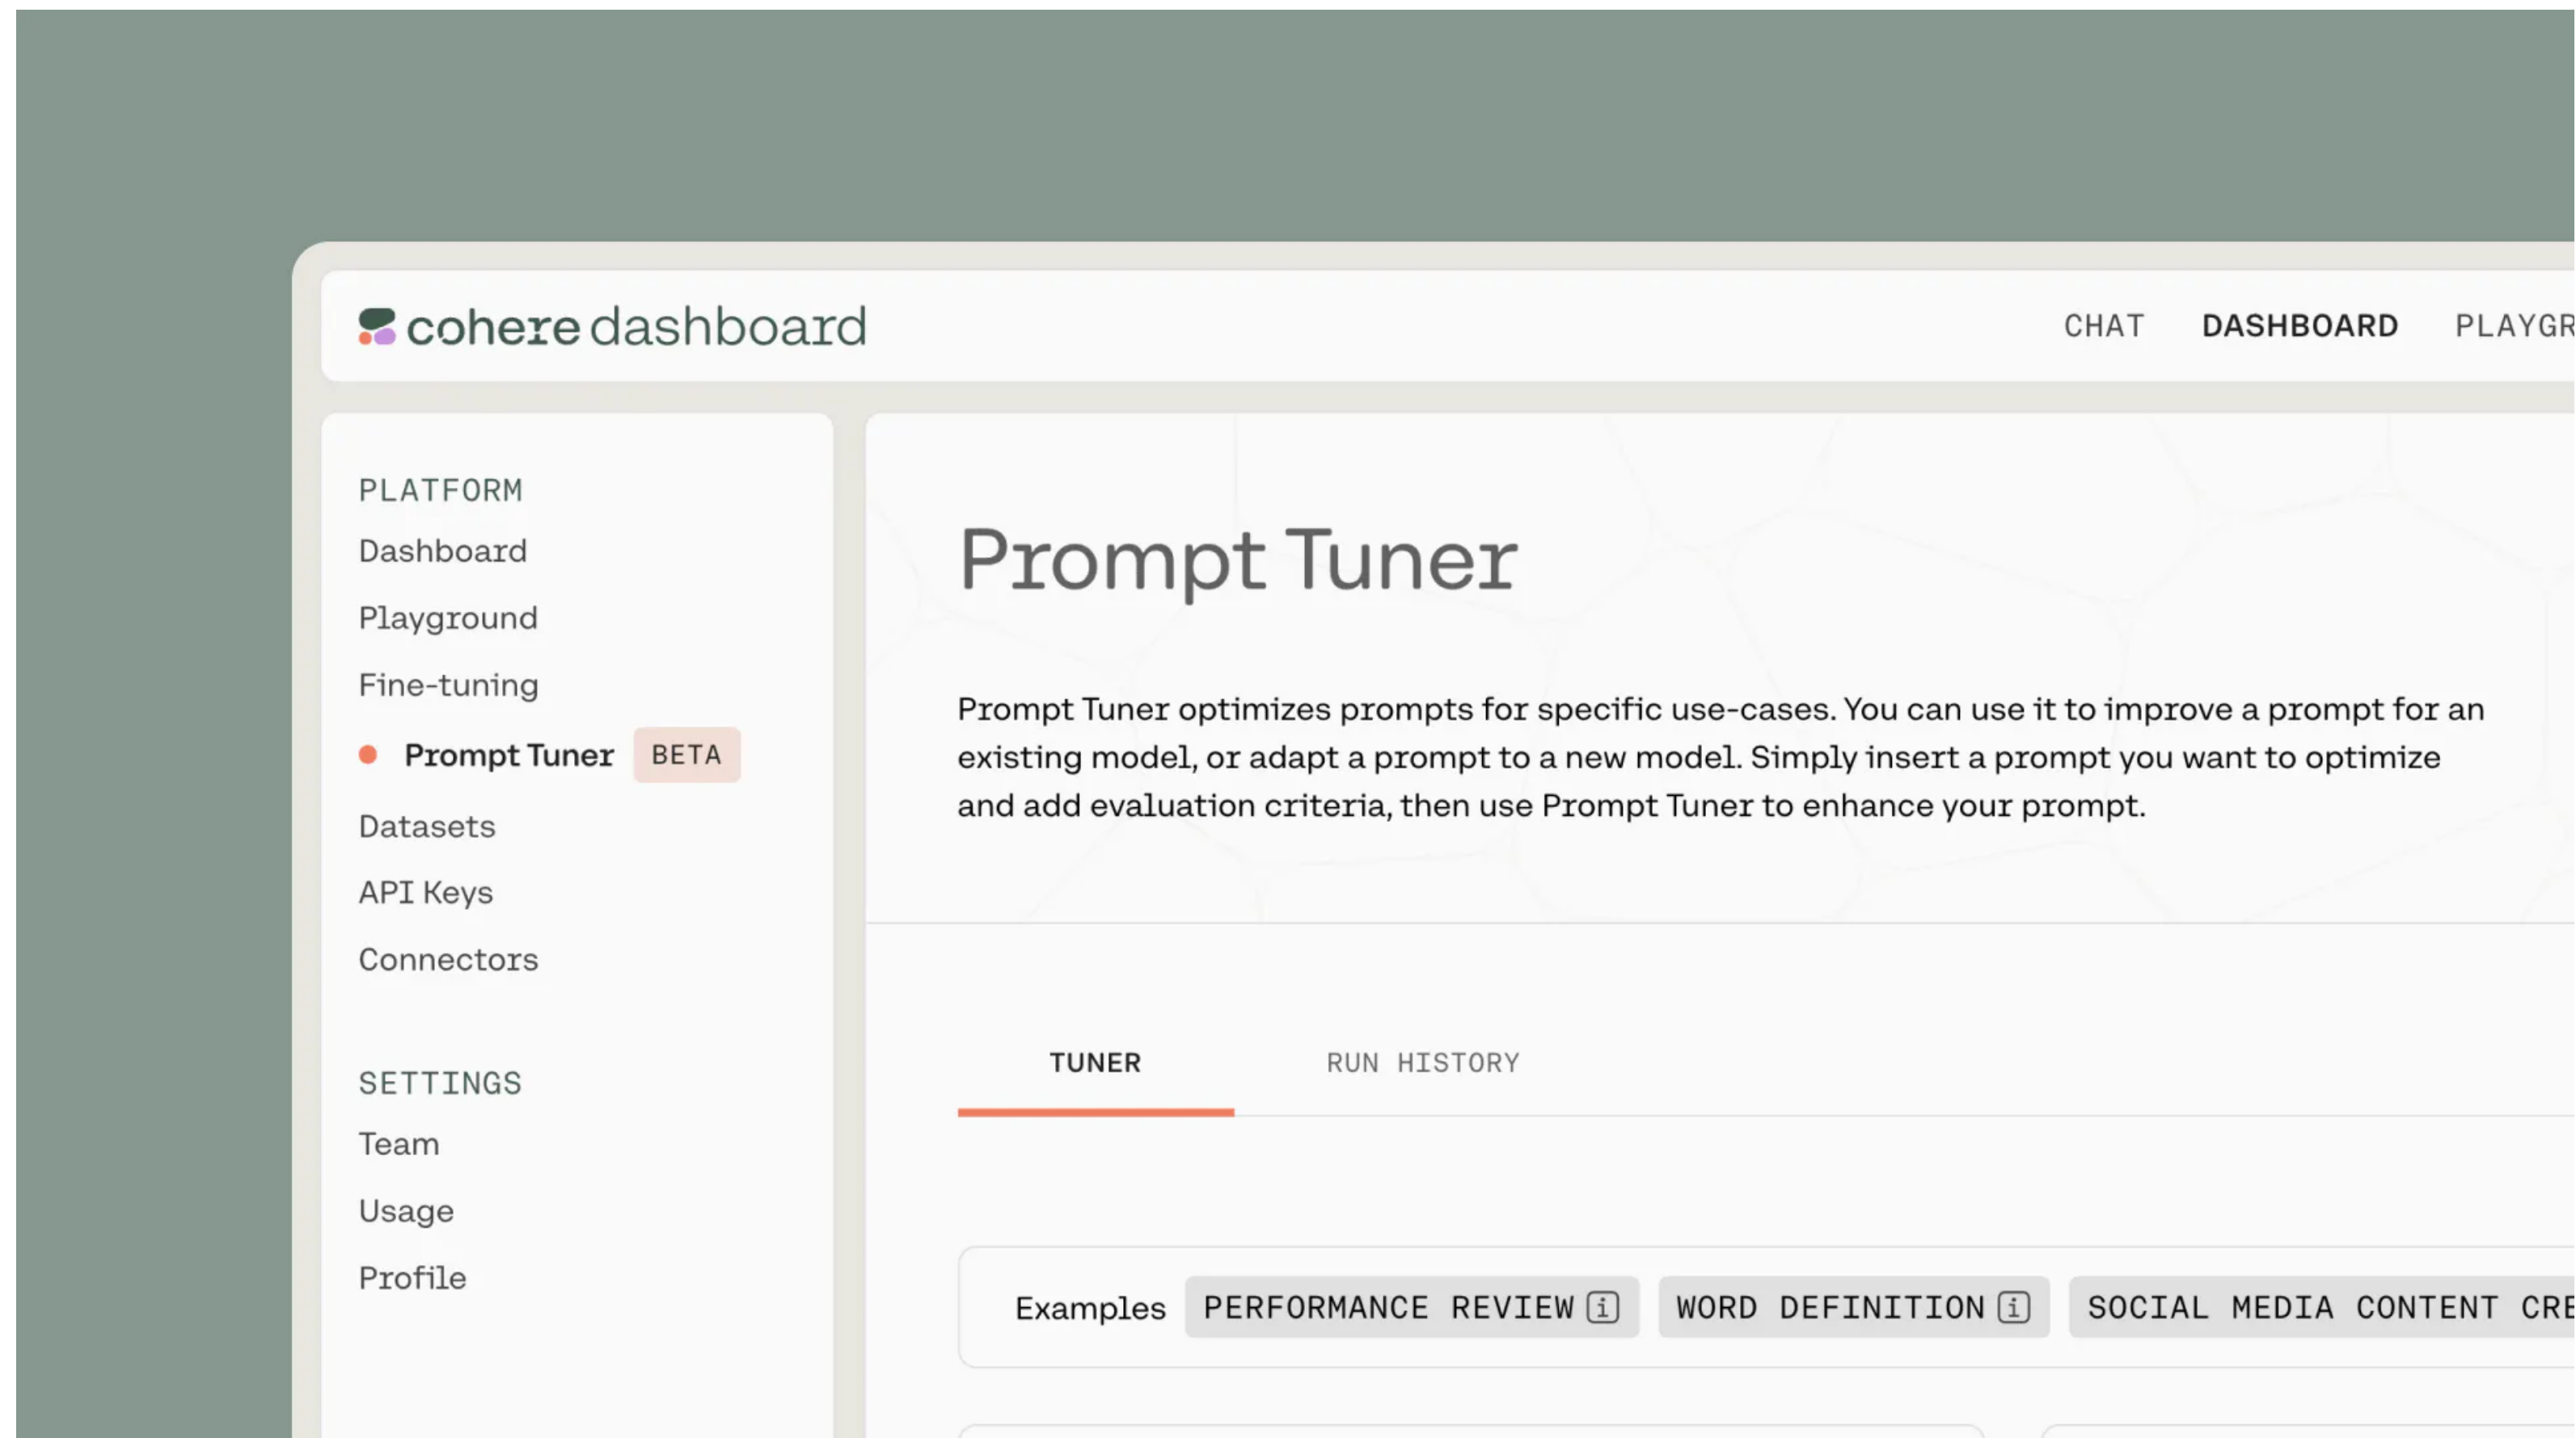 cohere dashboard
CHAT DASHBOARD PLAYGR
PLATFORM
Dashboard
Playground
Fine-tuning
Prompt Tuner BETA
Datasets
API Keys
Connectors
SETTINGS
Team
Usage
Profile
Prompt Tuner
Prompt Tuner optimizes prompts for specific use-cases. You can use it to improve a prompt for an
existing model, or adapt a prompt to a new model. Simply insert a prompt you want to optimize
and add evaluation criteria, then use Prompt Tuner to enhance your prompt.
TUNER RUN HISTORY
Examples PERFORMANCE REVIEW i WORD DEFINITION i SOCIAL MEDIA CONTENT CRE